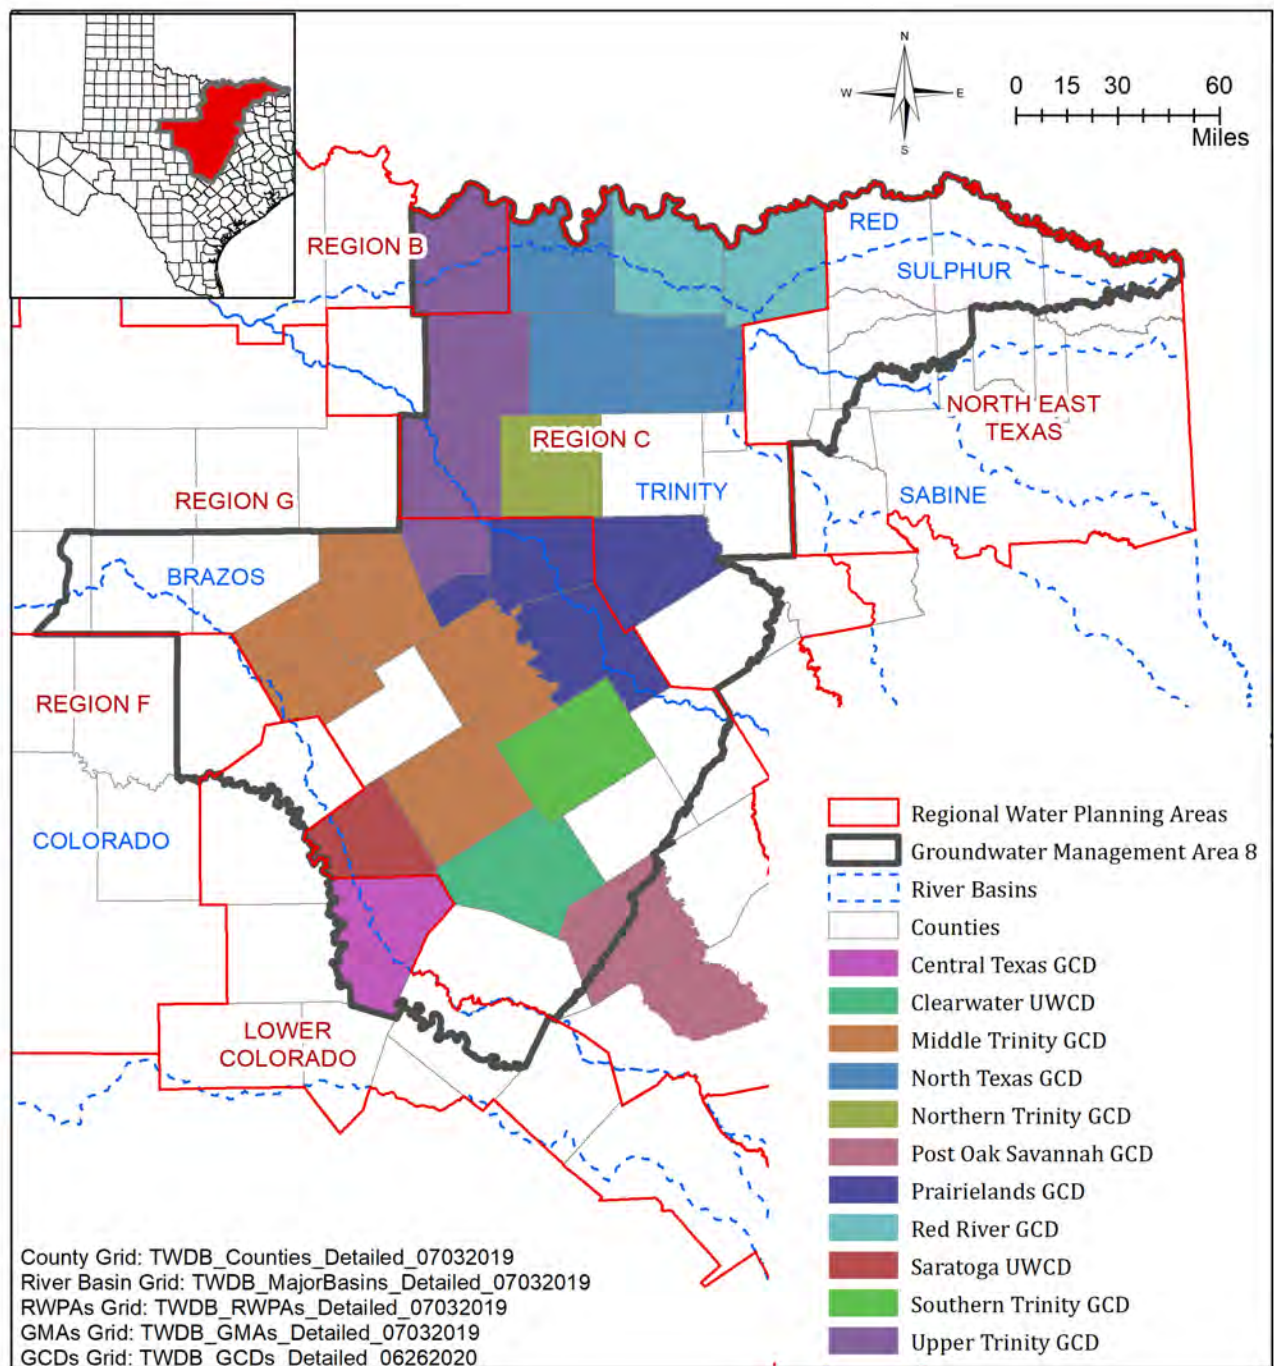 N
W E
S
0 15 30 60
Miles
REGION B
RED
SULPHUR
NORTH EAST
TEXAS
REGION C
REGION G
TRINITY
SABINE
BRAZOS
REGION F
COLORADO
LOWER
COLORADO
Regional Water Planning Areas
Groundwater Management Area 8
River Basins
Counties
Central Texas GCD
Clearwater UWCD
Middle Trinity GCD
North Texas GCD
Northern Trinity GCD
Post Oak Savannah GCD
Prairielands GCD
Red River GCD
Saratoga UWCD
Southern Trinity GCD
Upper Trinity GCD
County Grid: TWDB_Counties_Detailed_07032019
River Basin Grid: TWDB_MajorBasins_Detailed_07032019
RWPAs Grid: TWDB_RWPAs_Detailed_07032019
GMAs Grid: TWDB_GMAs_Detailed_07032019
GCDs Grid: TWDB_GCDs_Detailed_06262020